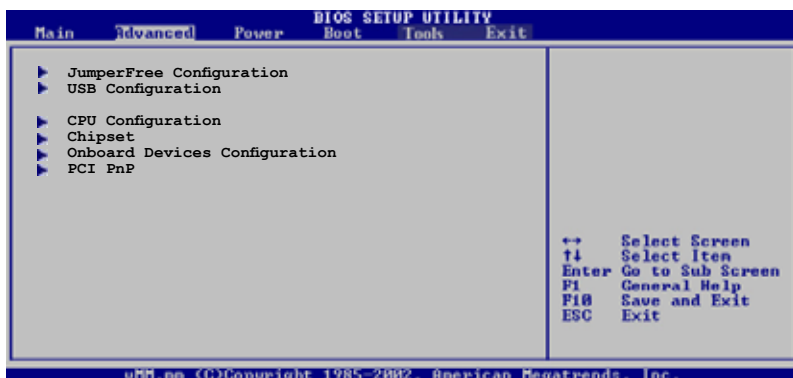 BIOS SETUP UTILITY
Main Advanced Power Boot Tools Exit
JumperFree Configuration
USB Configuration
CPU Configuration
Chipset
Onboard Devices Configuration
PCI PnP
↔ Select Screen
↑↓ Select Item
Enter Go to Sub Screen
F1 General Help
F10 Save and Exit
ESC Exit
(C)Copyright 1985-2002, American Megatrends, Inc.